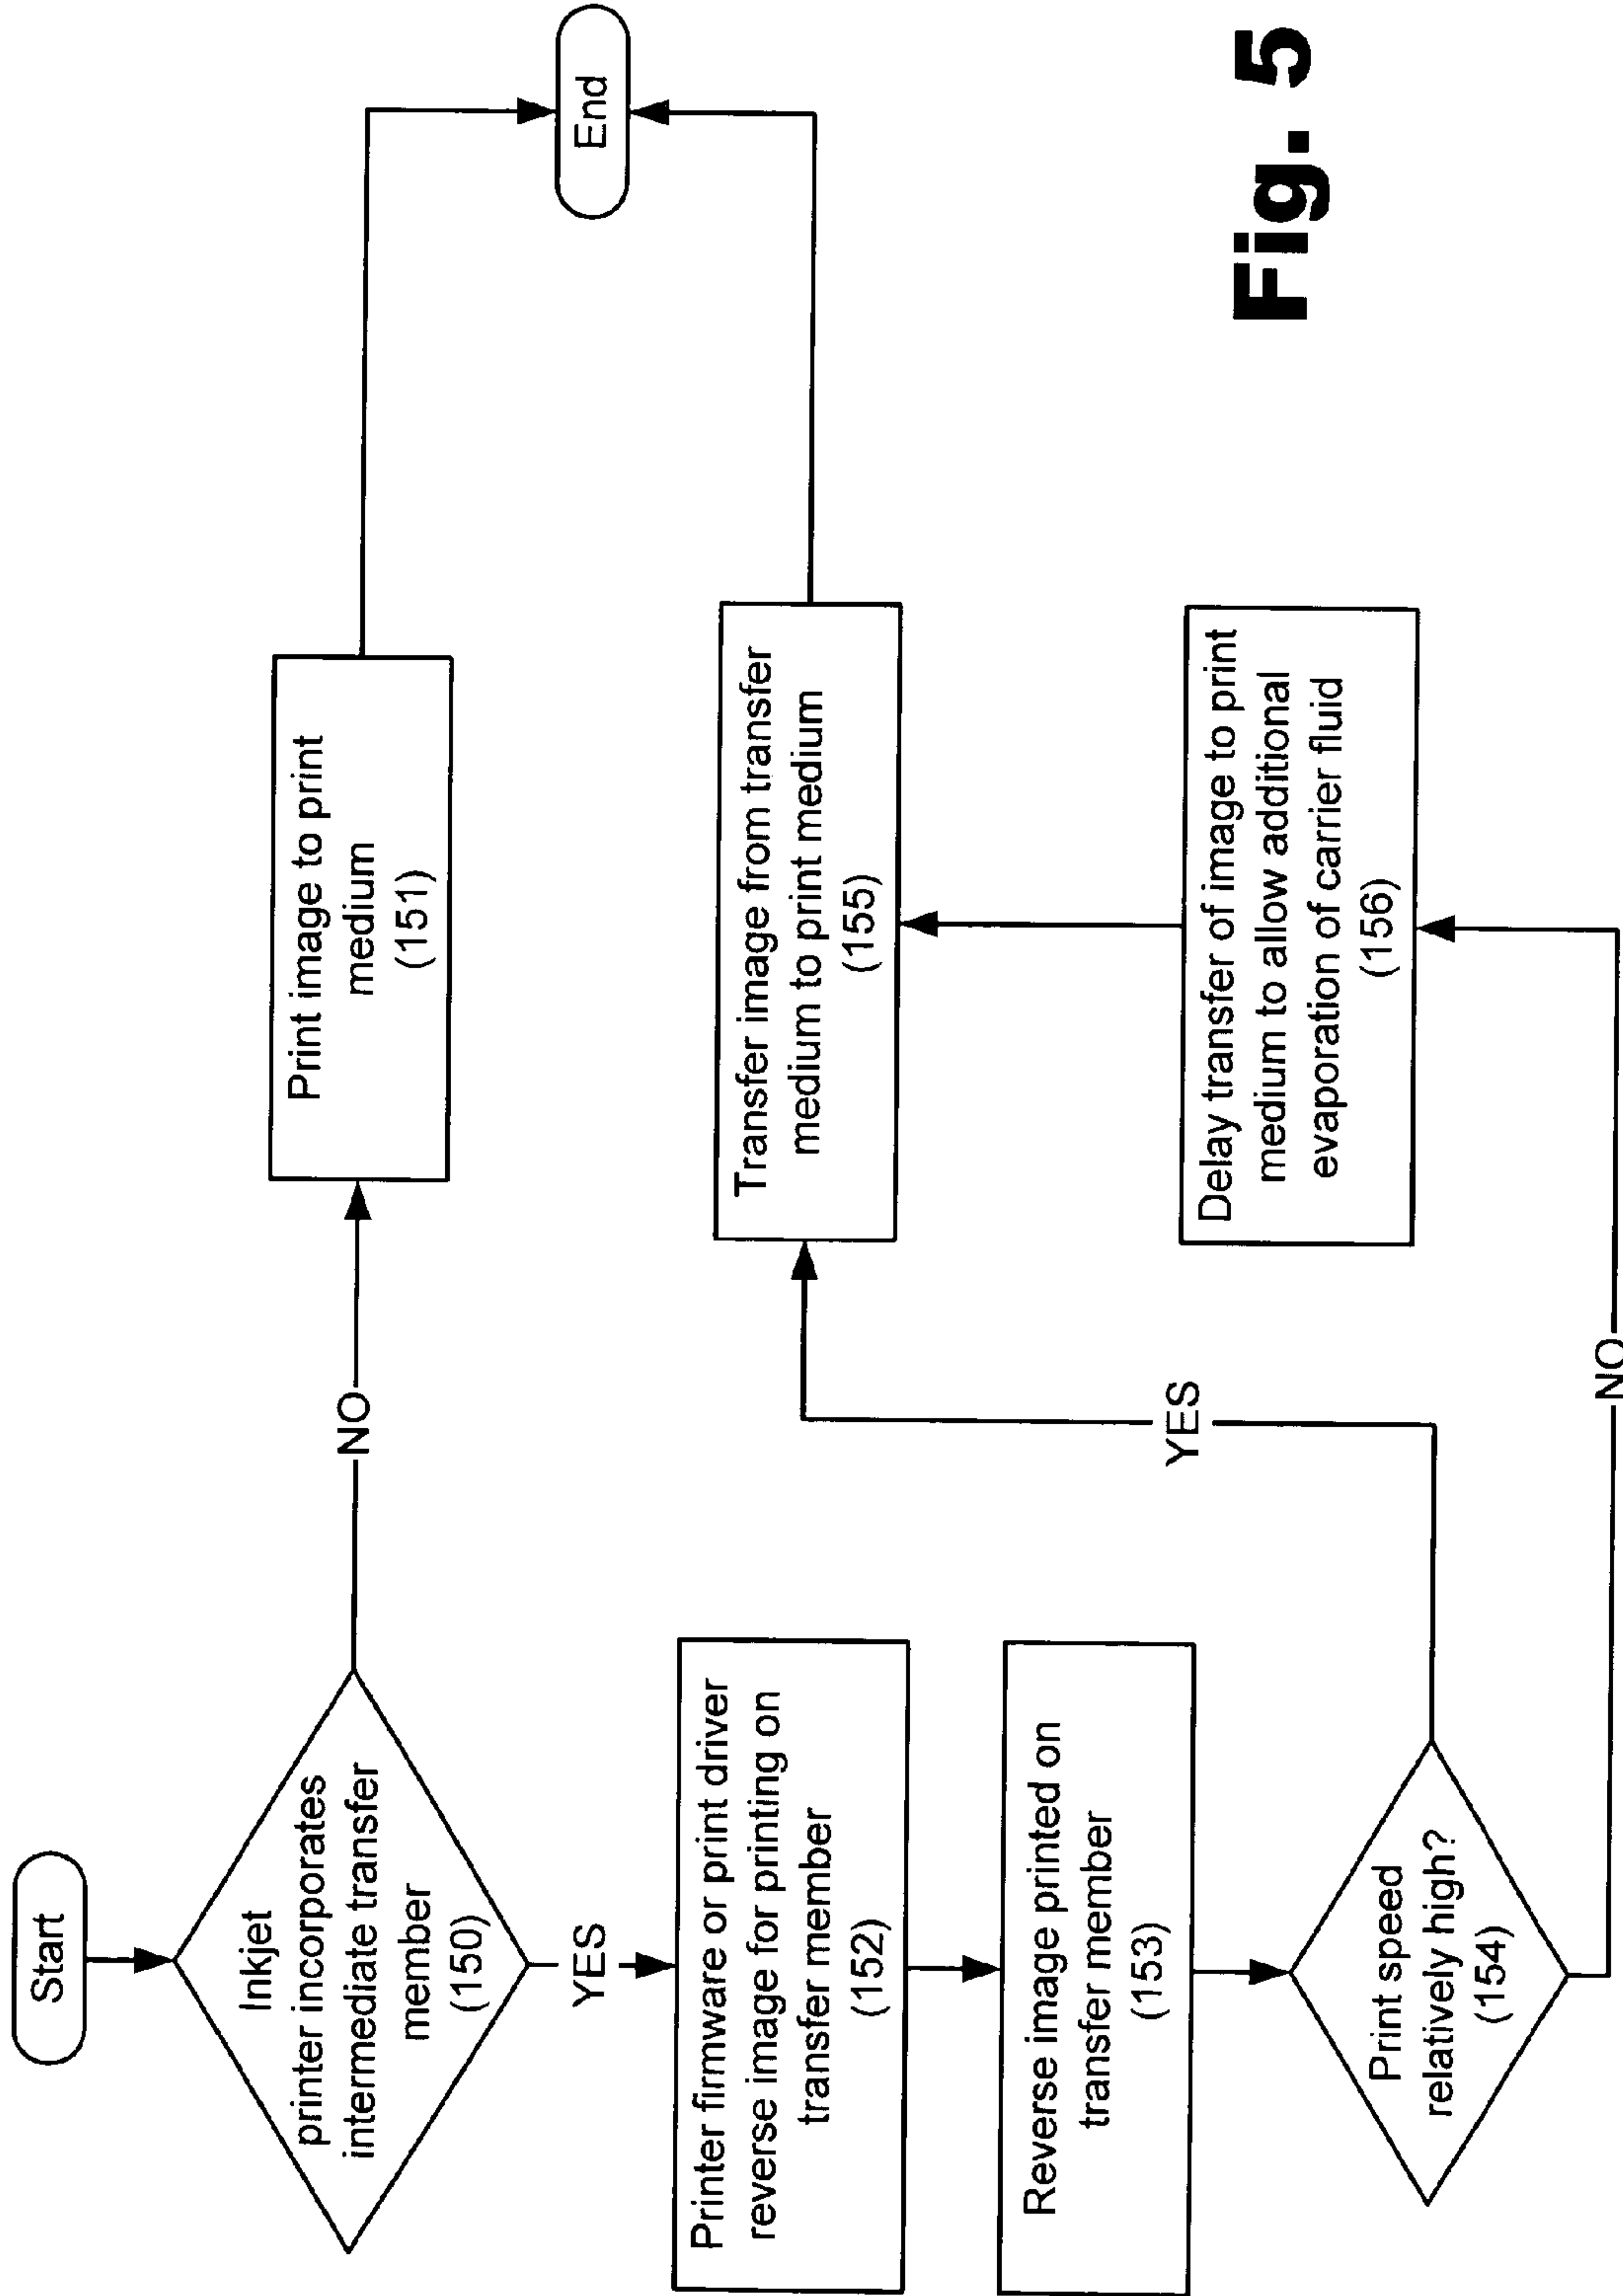 Start
Inkjet
printer incorporates
intermediate transfer
member
(150)
NO
Print image to print
medium
(151)
End
YES
Printer firmware or print driver
reverse image for printing on
transfer member
(152)
Reverse image printed on
transfer member
(153)
Print speed
relatively high?
(154)
YES
Transfer image from transfer
medium to print medium
(155)
NO
Delay transfer of image to print
medium to allow additional
evaporation of carrier fluid
(156)
Fig. 5